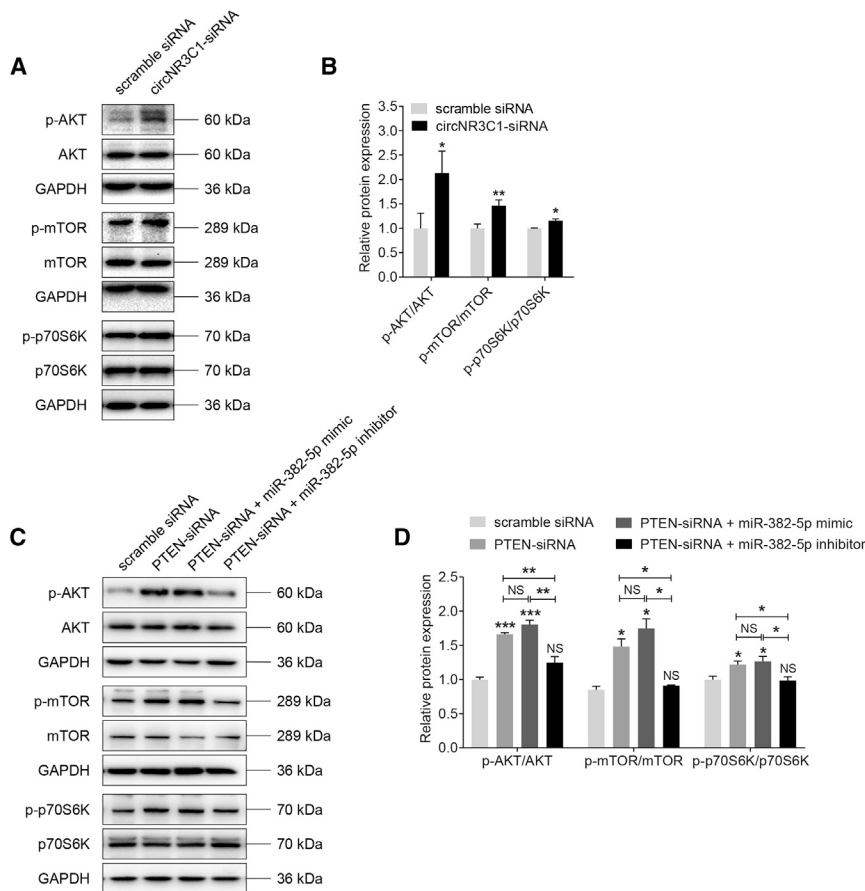 A
scramble siRNA
circNR3C1-siRNA
p-AKT 60 kDa
AKT 60 kDa
GAPDH 36 kDa
p-mTOR 289 kDa
mTOR 289 kDa
GAPDH 36 kDa
p-p70S6K 70 kDa
p70S6K 70 kDa
GAPDH 36 kDa
B
scramble siRNA
circNR3C1-siRNA
Relative protein expression
3.5
3.0
2.5
2.0
1.5
1.0
0.5
0.0
*
**
*
p-AKT/AKT
p-mTOR/mTOR
p-p70S6K/p70S6K
C
scramble siRNA
PTEN-siRNA
PTEN-siRNA + miR-382-5p mimic
PTEN-siRNA + miR-382-5p inhibitor
p-AKT 60 kDa
AKT 60 kDa
GAPDH 36 kDa
p-mTOR 289 kDa
mTOR 289 kDa
GAPDH 36 kDa
p-p70S6K 70 kDa
p70S6K 70 kDa
GAPDH 36 kDa
D
scramble siRNA
PTEN-siRNA
PTEN-siRNA + miR-382-5p mimic
PTEN-siRNA + miR-382-5p inhibitor
Relative protein expression
2.5
2.0
1.5
1.0
0.5
0.0
**
NS **
*** *** NS
*
NS *
* * NS
*
NS *
* * NS
p-AKT/AKT
p-mTOR/mTOR
p-p70S6K/p70S6K